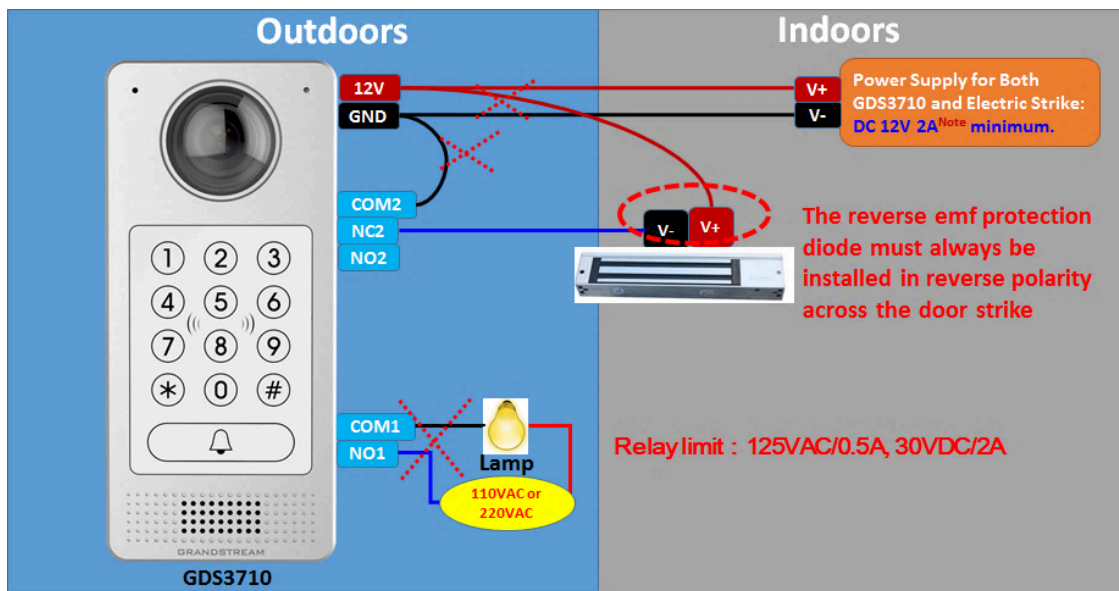 Outdoors
Indoors
12V
GND
V+
V-
Power Supply for Both
GDS3710 and Electric Strike:
DC 12V 2A Note minimum.
COM2
NC2
NO2
V-
V+
The reverse emf protection
diode must always be
installed in reverse polarity
across the door strike
1 2 3
4 5 6
7 8 9
* 0 #
COM1
NO1
Lamp
110VAC or
220VAC
Relay limit : 125VAC/0.5A, 30VDC/2A
GRANDSTREAM
GDS3710